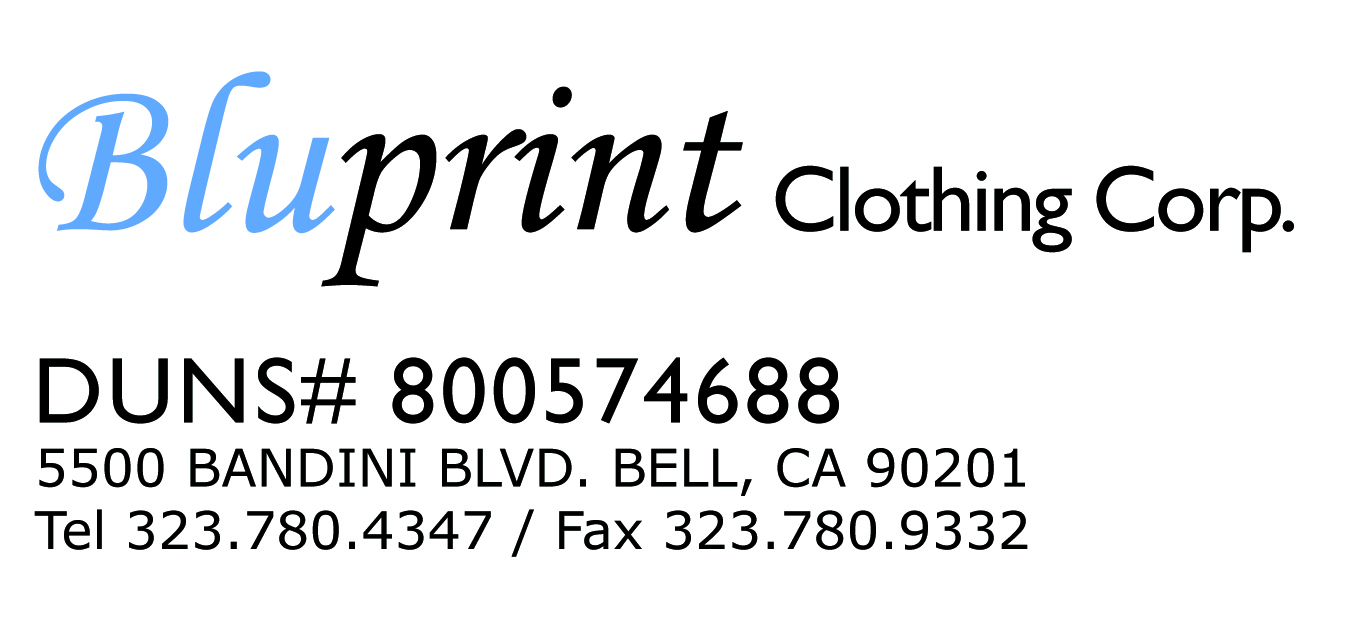 Bluprint Clothing Corp.
DUNS# 800574688
5500 BANDINI BLVD. BELL, CA 90201
Tel 323.780.4347 / Fax 323.780.9332